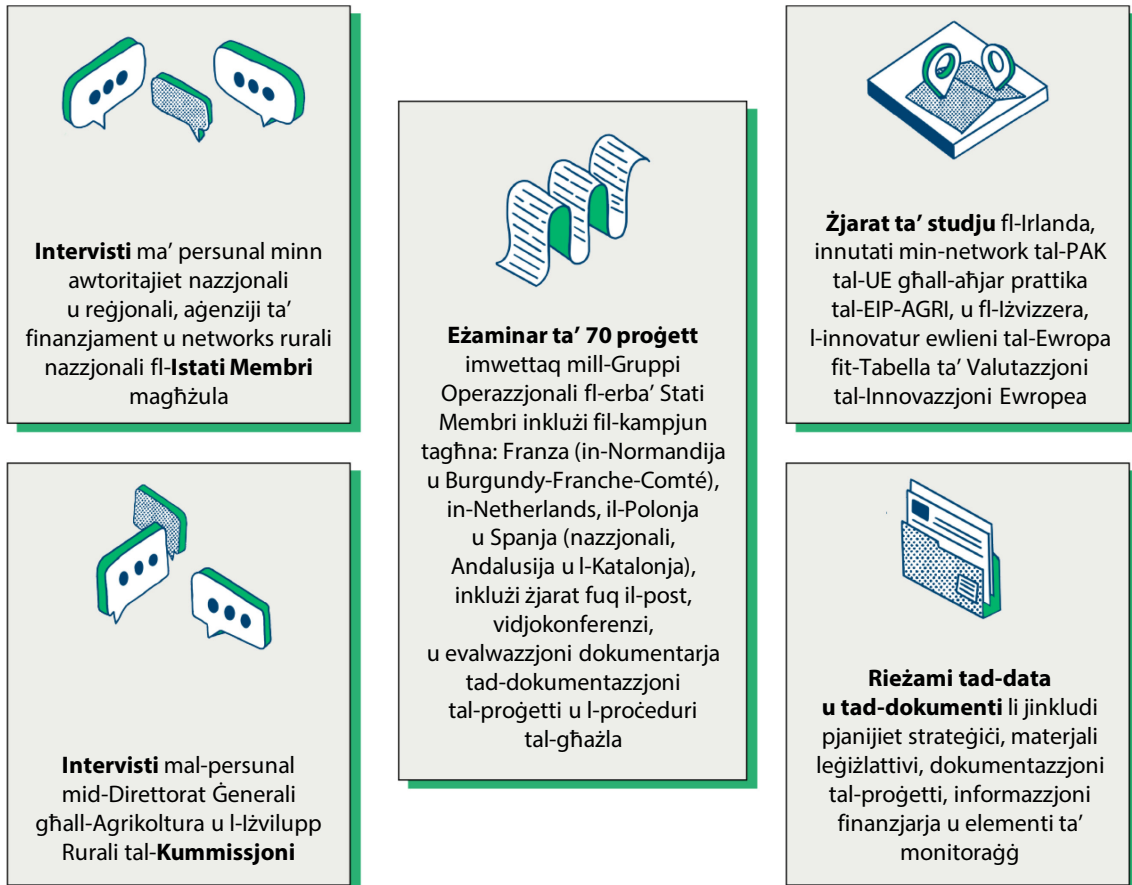 Intervisti ma’ persunal minn
awtoritajiet nazzjonali
u reġjonali, aġenziji ta’
finanzjament u networks rurali
nazzjonali fl-Istati Membri
magħżula
Intervisti mal-persunal
mid-Direttorat Ġenerali
għall-Agrikoltura u l-Iżvilupp
Rurali tal-Kummissjoni
Eżaminar ta’ 70 proġett
imwettaq mill-Gruppi
Operazzjonali fl-erba’ Stati
Membri inklużi fil-kampjun
tagħna: Franza (in-Normandija
u Burgundy-Franche-Comté),
in-Netherlands, il-Polonja
u Spanja (nazzjonali,
Andalusija u l-Katalonja),
inklużi żjarat fuq il-post,
vidjokonferenzi,
u evalwazzjoni dokumentarja
tad-dokumentazzjoni
tal-proġetti u l-proċeduri
tal-għażla
Żjarat ta’ studju fl-Irlanda,
innutati min-network tal-PAK
tal-UE għall-aħjar prattika
tal-EIP-AGRI, u fl-Iżvizzera,
l-innovatur ewlieni tal-Ewropa
fit-Tabella ta’ Valutazzjoni
tal-Innovazzjoni Ewropea
Rieżami tad-data
u tad-dokumenti li jinkludi
pjanijiet strateġiċi, materjali
leġiżlattivi, dokumentazzjoni
tal-proġetti, informazzjoni
finanzjarja u elementi ta’
monitoraġġ